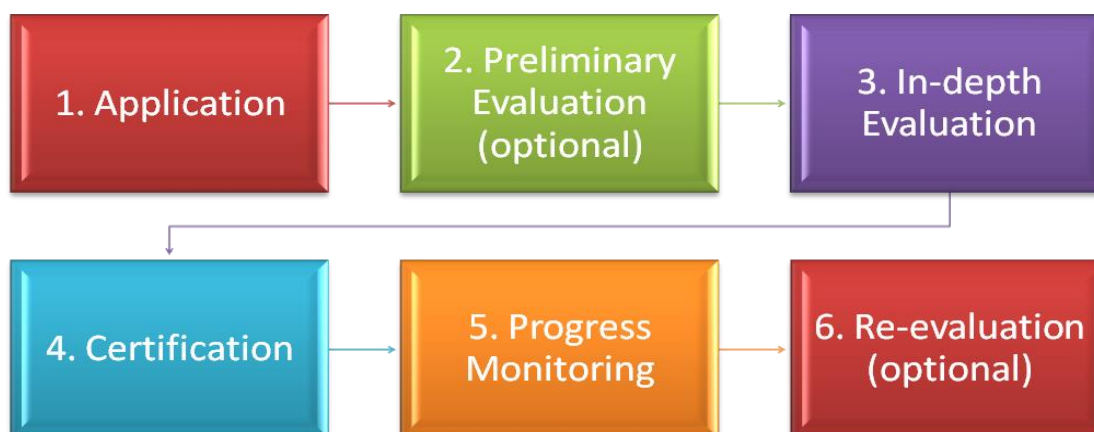 1. Application
2. Preliminary
Evaluation
(optional)
3. In-depth
Evaluation
4. Certification
5. Progress
Monitoring
6. Re-evaluation
(optional)